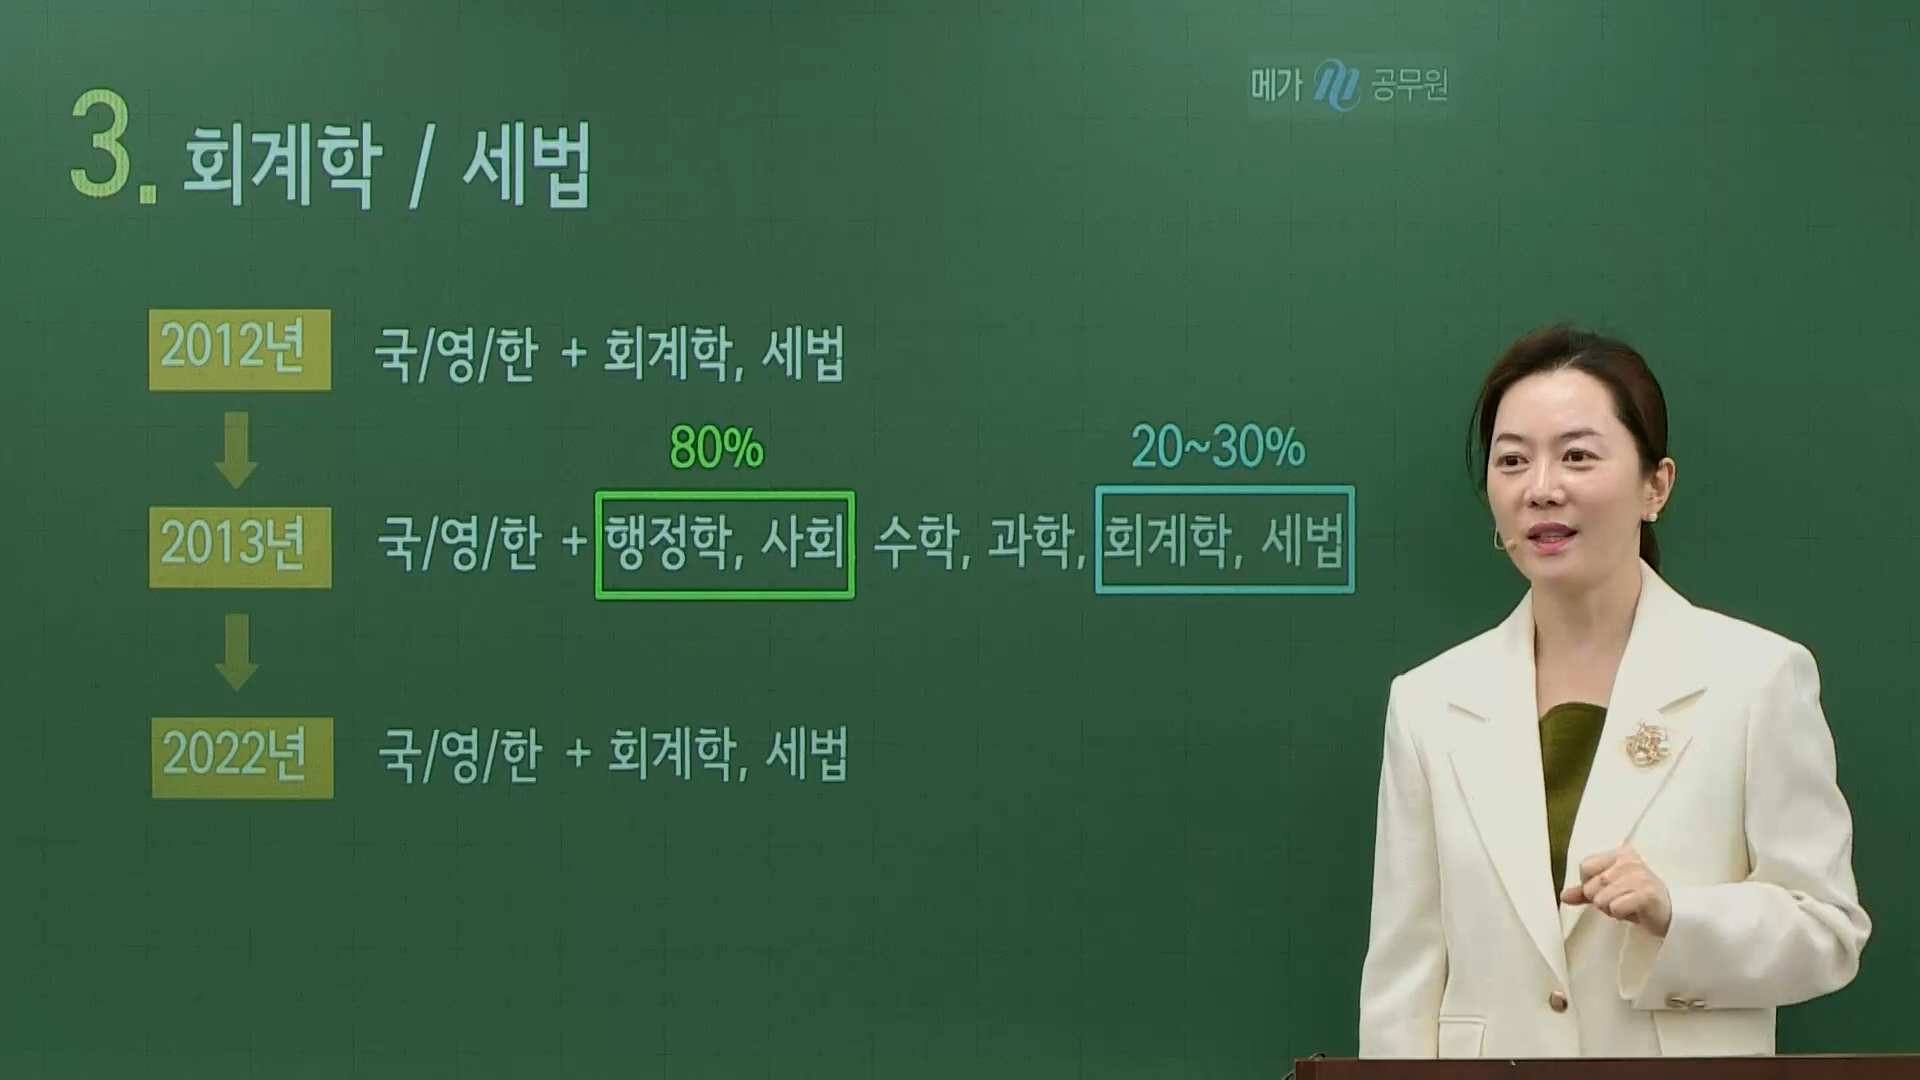 메가 공무원
3. 회계학 / 세법
2012년 국/영/한 + 회계학, 세법
80% 20~30%
2013년 국/영/한 + 행정학, 사회 수학, 과학, 회계학, 세법
2022년 국/영/한 + 회계학, 세법